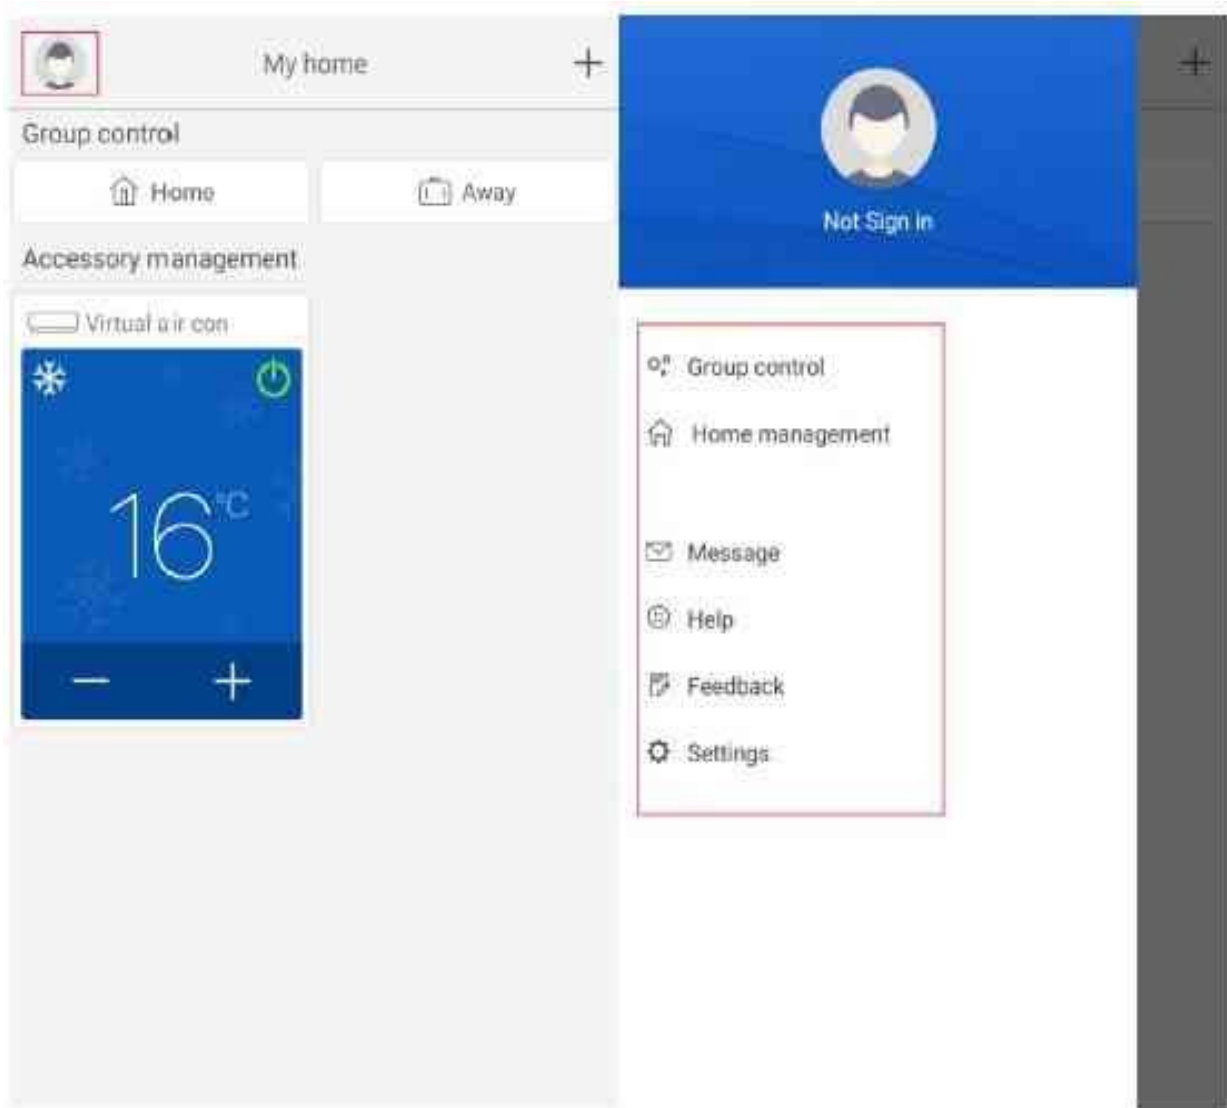 My home
Group control
Home
Away
Accessory management
Virtual air con
16°C
Not Sign in
Group control
Home management
Message
Help
Feedback
Settings